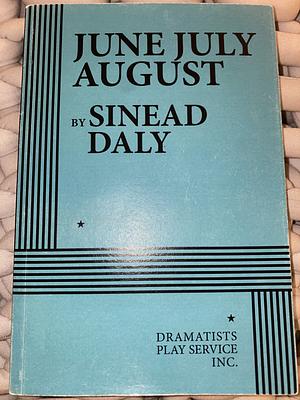 JUNE JULY
AUGUST
BY SINEAD
DALY
DRAMATISTS
PLAY SERVICE
INC.